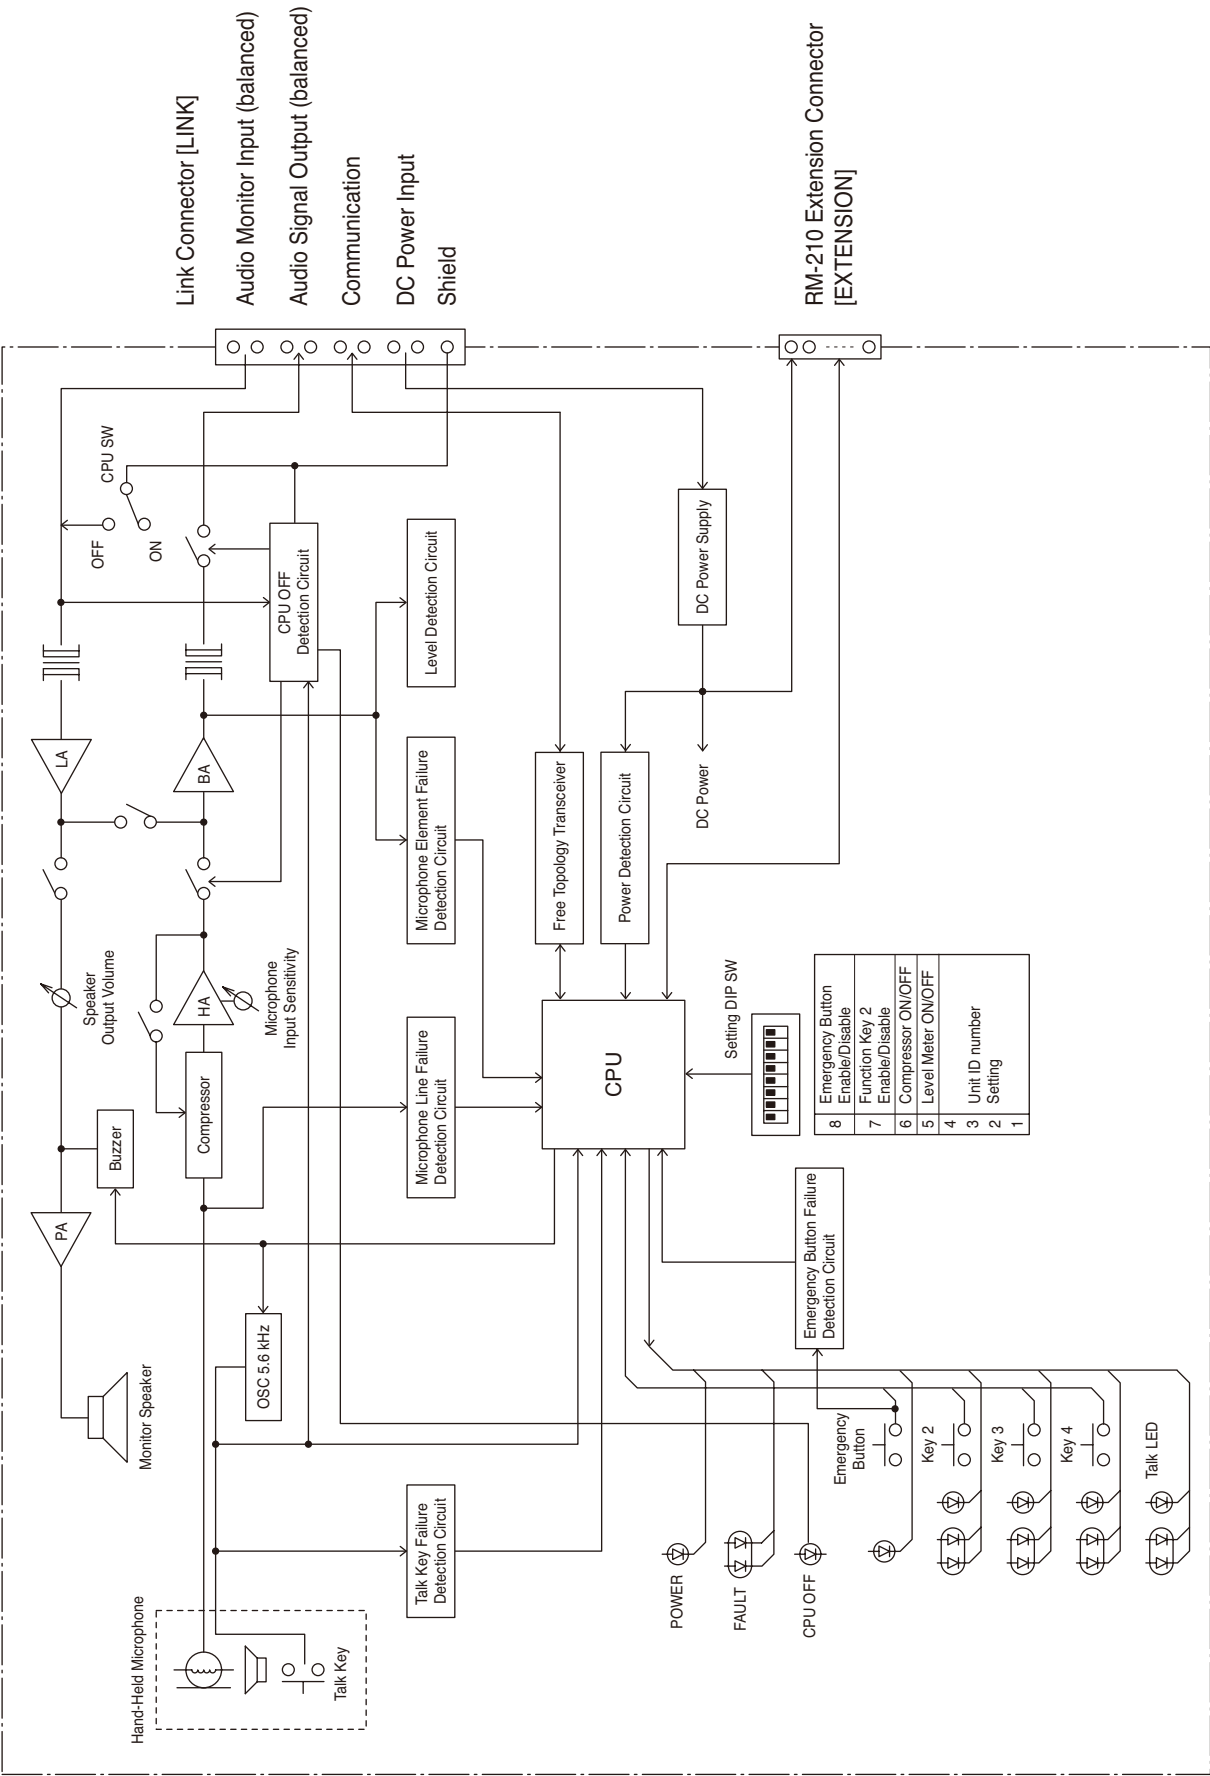 Link Connector [LINK]
Audio Monitor Input (balanced)
Audio Signal Output (balanced)
Communication
DC Power Input
Shield
RM-210 Extension Connector
[EXTENSION]
CPU SW
OFF
ON
CPU OFF
Detection Circuit
Level Detection Circuit
DC Power Supply
LA
BA
Microphone Element Failure
Detection Circuit
Free Topology Transceiver
Power Detection Circuit
DC Power
Speaker
Output Volume
HA
Microphone
Input Sensitivity
Compressor
Buzzer
PA
Microphone Line Failure
Detection Circuit
CPU
Setting DIP SW
8
Emergency Button
Enable/Disable
7
Function Key 2
Enable/Disable
6
Compressor ON/OFF
5
Level Meter ON/OFF
4
3
Unit ID number
2
Setting
1
Monitor Speaker
OSC 5.6 kHz
Emergency Button Failure
Detection Circuit
Hand-Held Microphone
Talk Key
Talk Key Failure
Detection Circuit
POWER
FAULT
CPU OFF
Emergency
Button
Key 2
Key 3
Key 4
Talk LED